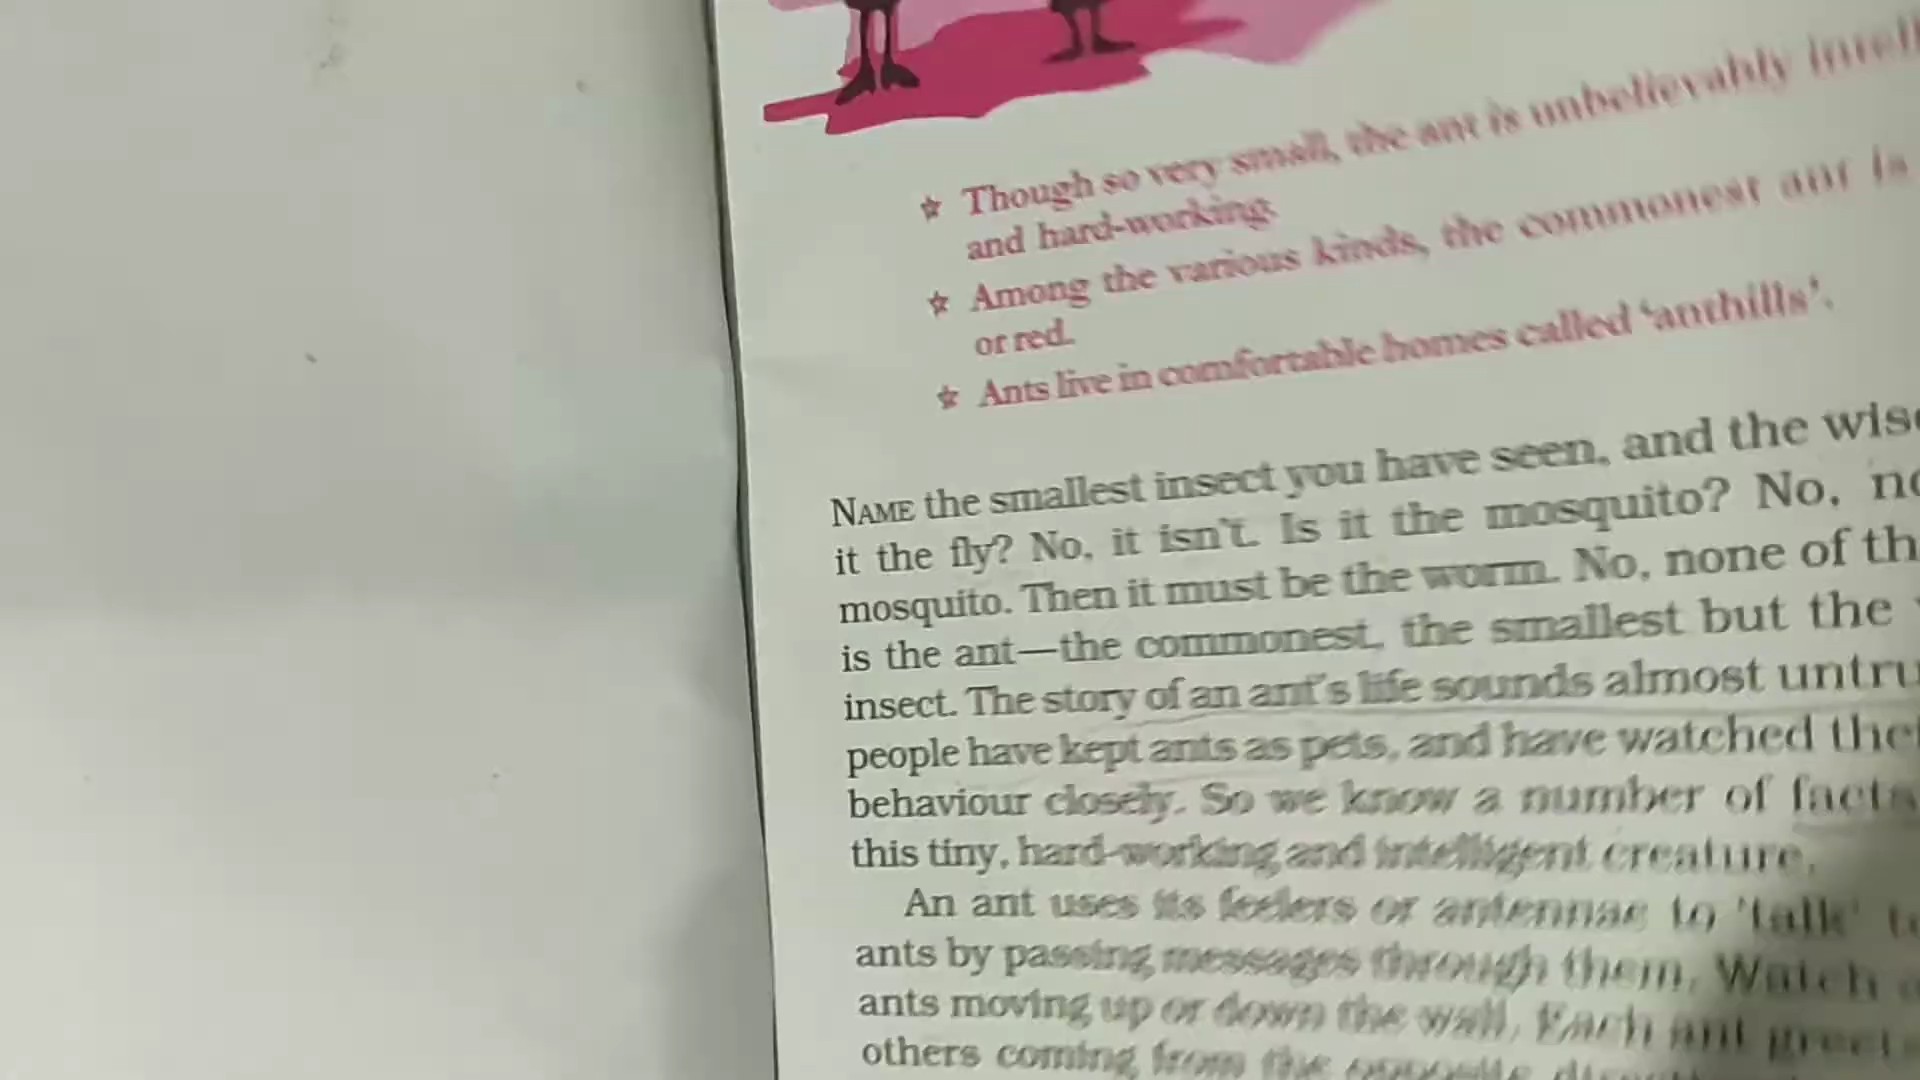 ☆ Though so very small, the ant is unbelievably
and hard-working.
☆ Among the various kinds, the commonest ant is
or red.
☆ Ants live in comfortable homes called ‘anthills’.
NAME the smallest insect you have seen, and the
it the fly? No, it isn't. Is it the mosquito? No,
mosquito. Then it must be the worm. No, none of
is the ant—the commonest, the smallest but the
insect. The story of an ant's life sounds almost
people have kept ants as pets, and have watched
behaviour closely. So we know a number of facts
this tiny, hard-working and intelligent creature.
An ant uses its feelers or antennae to ‘talk’
ants by passing messages through them. Watch
ants moving up or down the wall. Each ant
others coming from the opposite